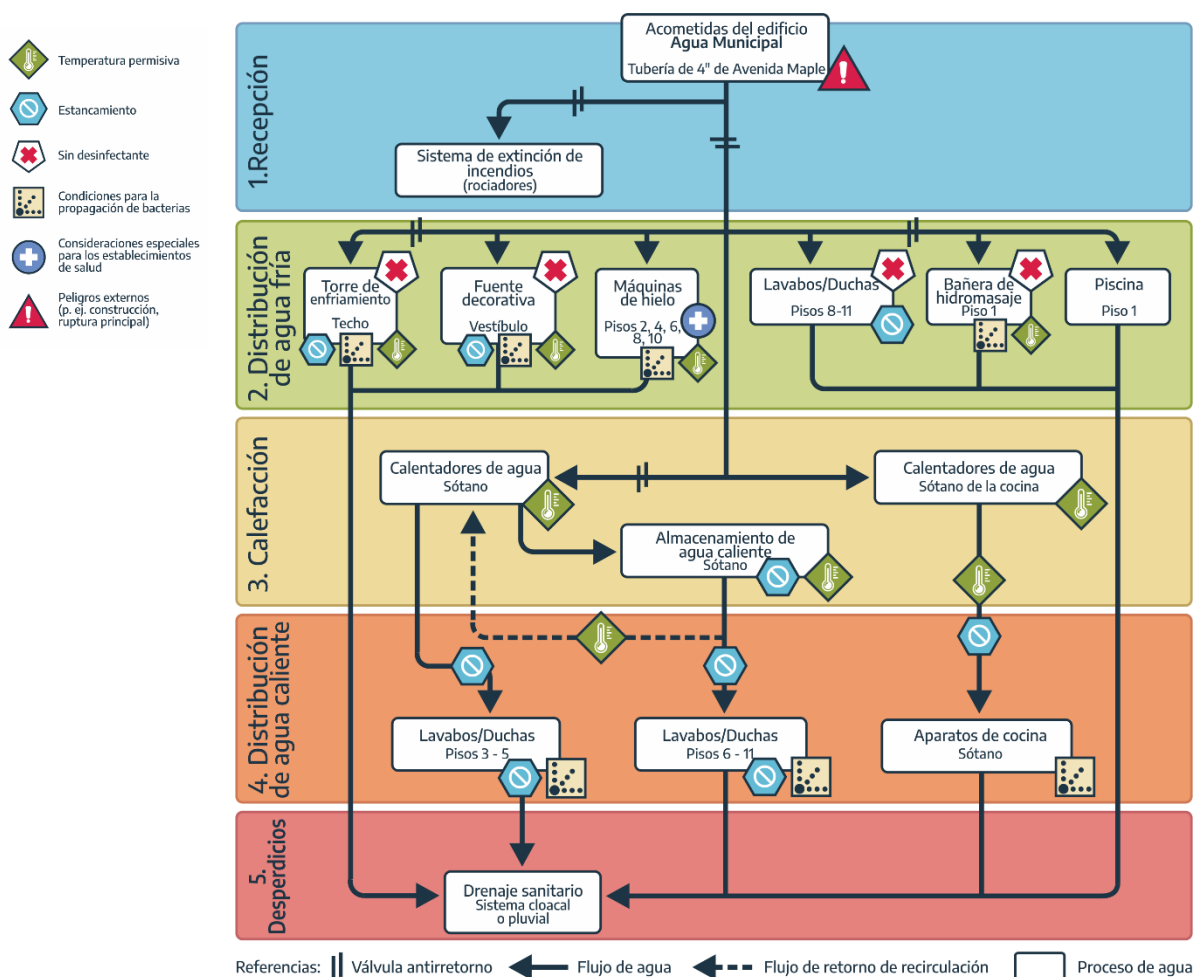 Temperatura permisiva
Estancamiento
Sin desinfectante
Condiciones para la
propagación de bacterias
Consideraciones especiales
para los establecimientos
de salud
Peligros externos
(p. ej. construcción,
ruptura principal)
1.Recepción
Acometidas del edificio
Agua Municipal
Tubería de 4" de Avenida Maple
Sistema de extinción de
incendios
(rociadores)
2. Distribución
de agua fría
Torre de
enfriamiento
Techo
Fuente
decorativa
Vestíbulo
Máquinas
de hielo
Pisos 2, 4, 6,
8, 10
Lavabos/Duchas
Pisos 8-11
Bañera de
hidromasaje
Piso 1
Piscina
Piso 1
3. Calefacción
Calentadores de agua
Sótano
Calentadores de agua
Sótano de la cocina
Almacenamiento de
agua caliente
Sótano
4. Distribución
de agua caliente
Lavabos/Duchas
Pisos 3 - 5
Lavabos/Duchas
Pisos 6 - 11
Aparatos de cocina
Sótano
5.
Desperdicios
Drenaje sanitario
Sistema cloacal
o pluvial
Referencias: Válvula antirretorno Flujo de agua Flujo de retorno de recirculación Proceso de agua